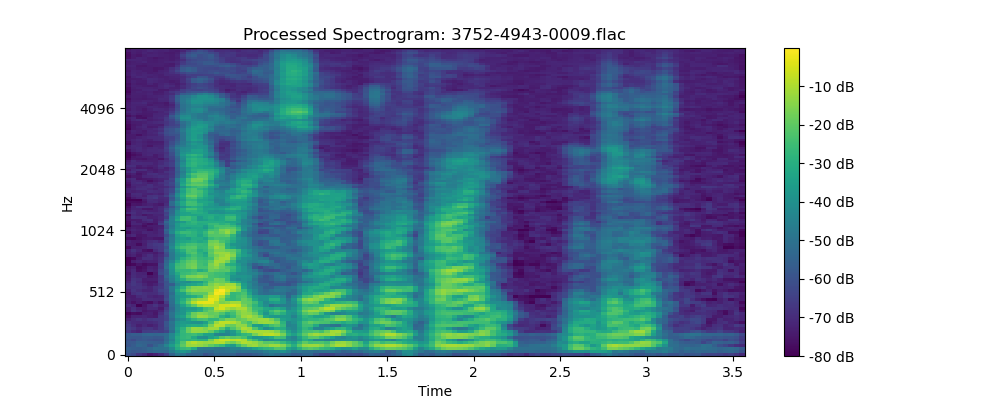 Processed Spectrogram: 3752-4943-0009.flac
Hz
4096
2048
1024
512
0
0 0.5 1 1.5 2 2.5 3 3.5
Time
-10 dB
-20 dB
-30 dB
-40 dB
-50 dB
-60 dB
-70 dB
-80 dB